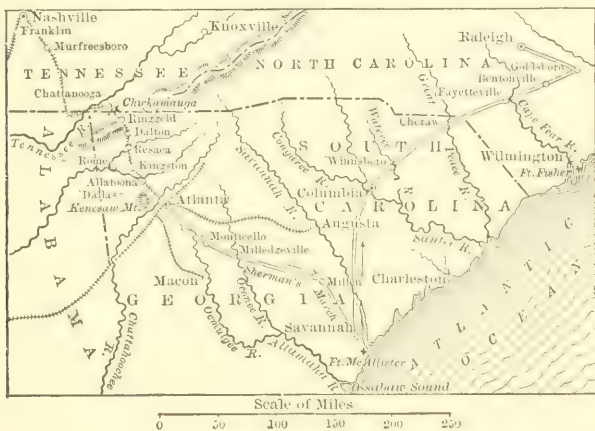 Nashville
Franklin
Murfreesboro
Knoxville
Raleigh
Goldsboro
Bentonville
TENNESSEE
NORTH CAROLINA
Fayetteville
Chattanooga
Chickamauga
Ringgold
Dalton
Resaca
Rome
Kingston
Tennessee R.
Allatoona
Dallas
Kenesaw Mt.
Atlanta
Great Pedee R.
Cheraw
Cape Fear R.
Wilmington
Ft. Fisher
SOUTH
CAROLINA
Congaree R.
Wateree R.
Winnsboro
Columbia
Savannah R.
Augusta
Santee R.
Charleston
ALABAMA
Monticello
Milledgeville
Macon
Sherman's March
Millen
GEORGIA
Oconee R.
Ocmulgee R.
Savannah
Altamaha R.
Chattahoochee R.
Ft. McAllister
Ossabaw Sound
ATLANTIC
OCEAN
Scale of Miles
0 50 100 150 200 250